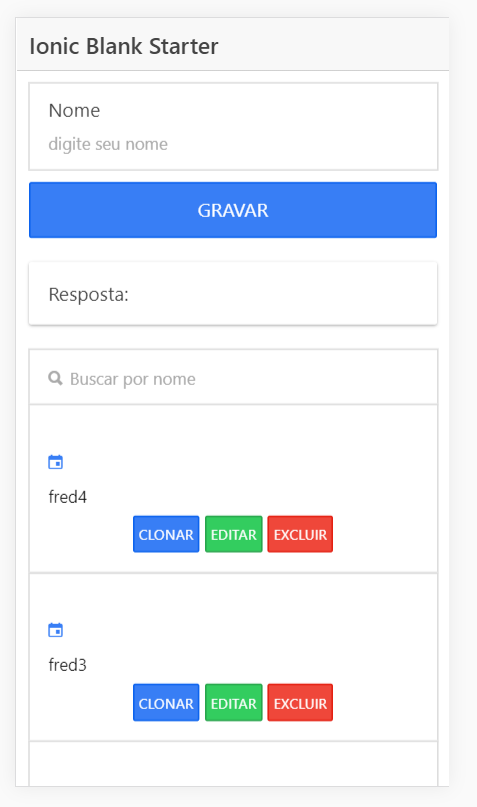 Ionic Blank Starter
Nome
digite seu nome
GRAVAR
Resposta:
Buscar por nome
fred4
CLONAR EDITAR EXCLUIR
fred3
CLONAR EDITAR EXCLUIR